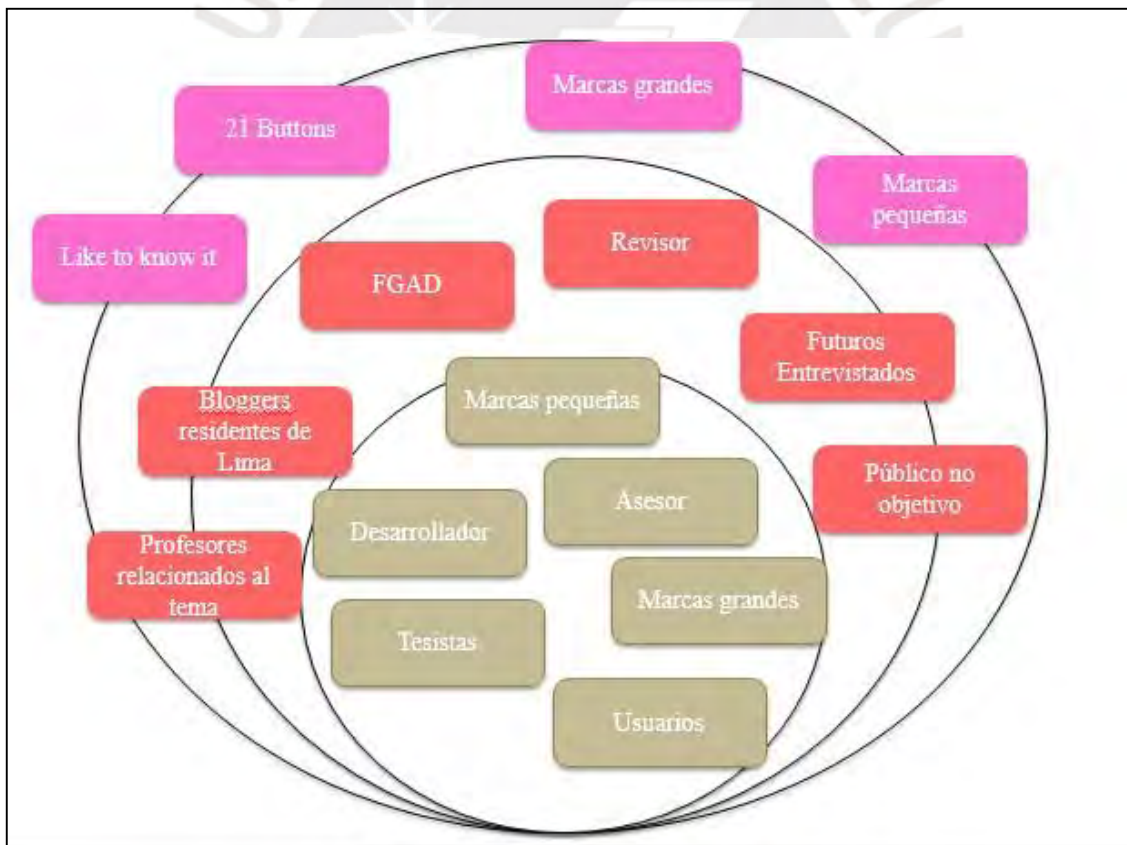 Marcas grandes
21 Buttons
Marcas
pequeñas
Like to know it
Revisor
FGAD
Futuros
Entrevistados
Marcas pequeñas
Bloggers
residentes de
Lima
Público no
objetivo
Asesor
Desarrollador
Profesores
relacionados al
tema
Marcas grandes
Tesistas
Usuarios